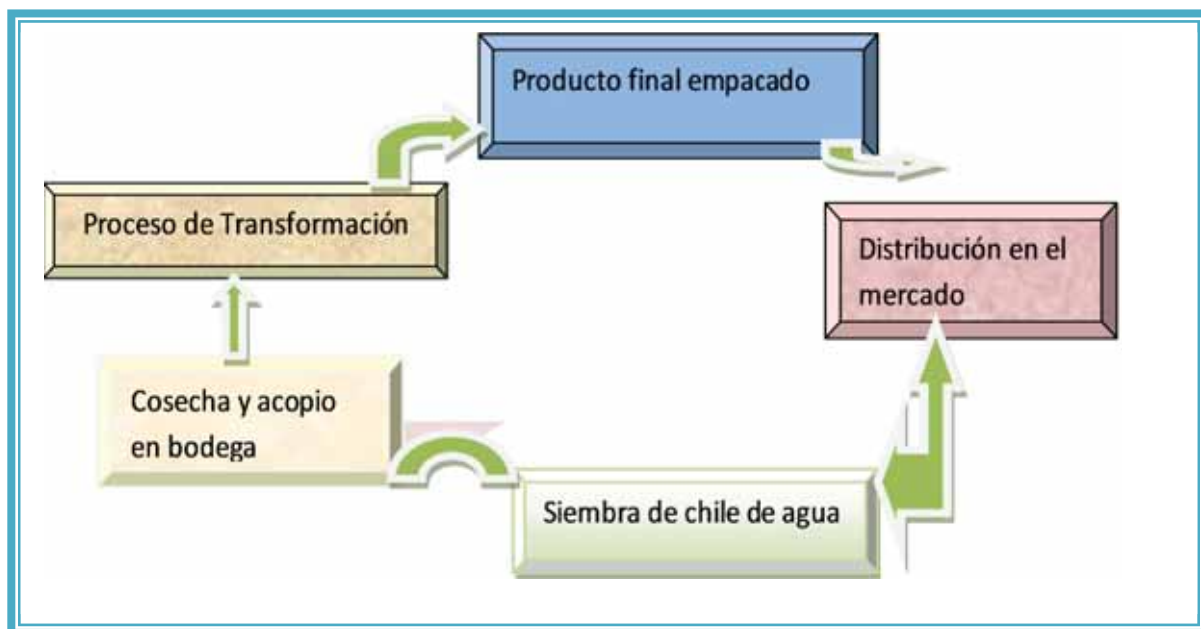 Producto final empacado
Proceso de Transformación
Distribución en el
mercado
Cosecha y acopio
en bodega
Siembra de chile de agua